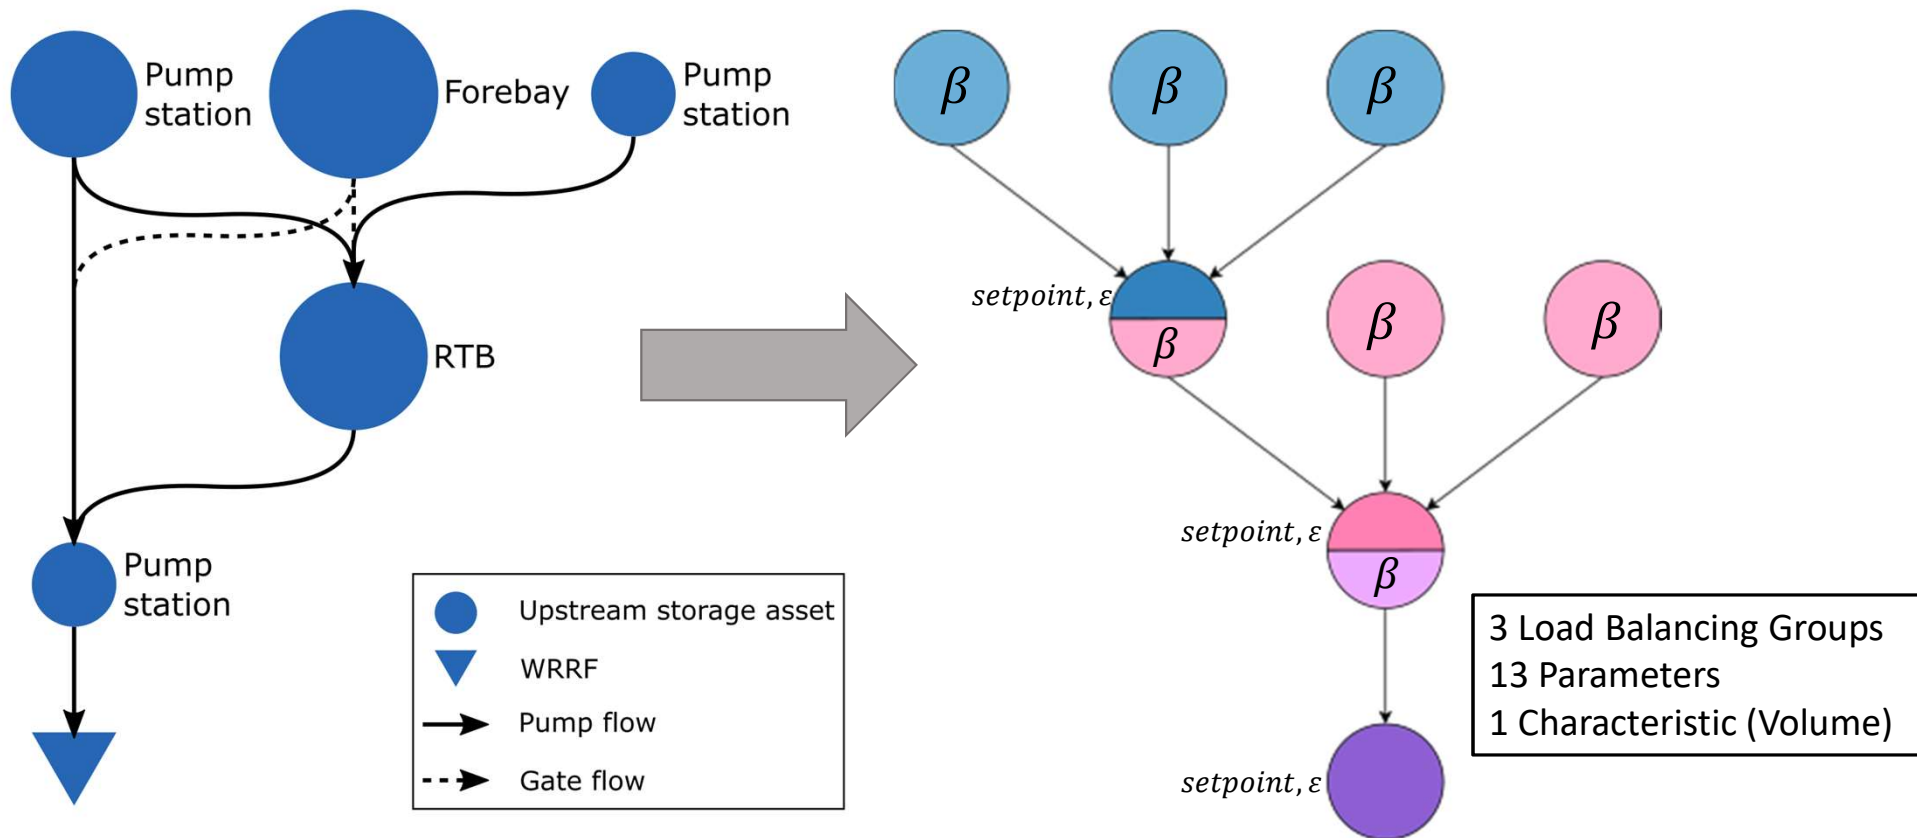 Pump
station
Forebay
Pump
station
RTB
Pump
station
Upstream storage asset
WRRF
Pump flow
Gate flow
β
β
β
setpoint, ε
β
β
β
setpoint, ε
β
setpoint, ε
3 Load Balancing Groups
13 Parameters
1 Characteristic (Volume)